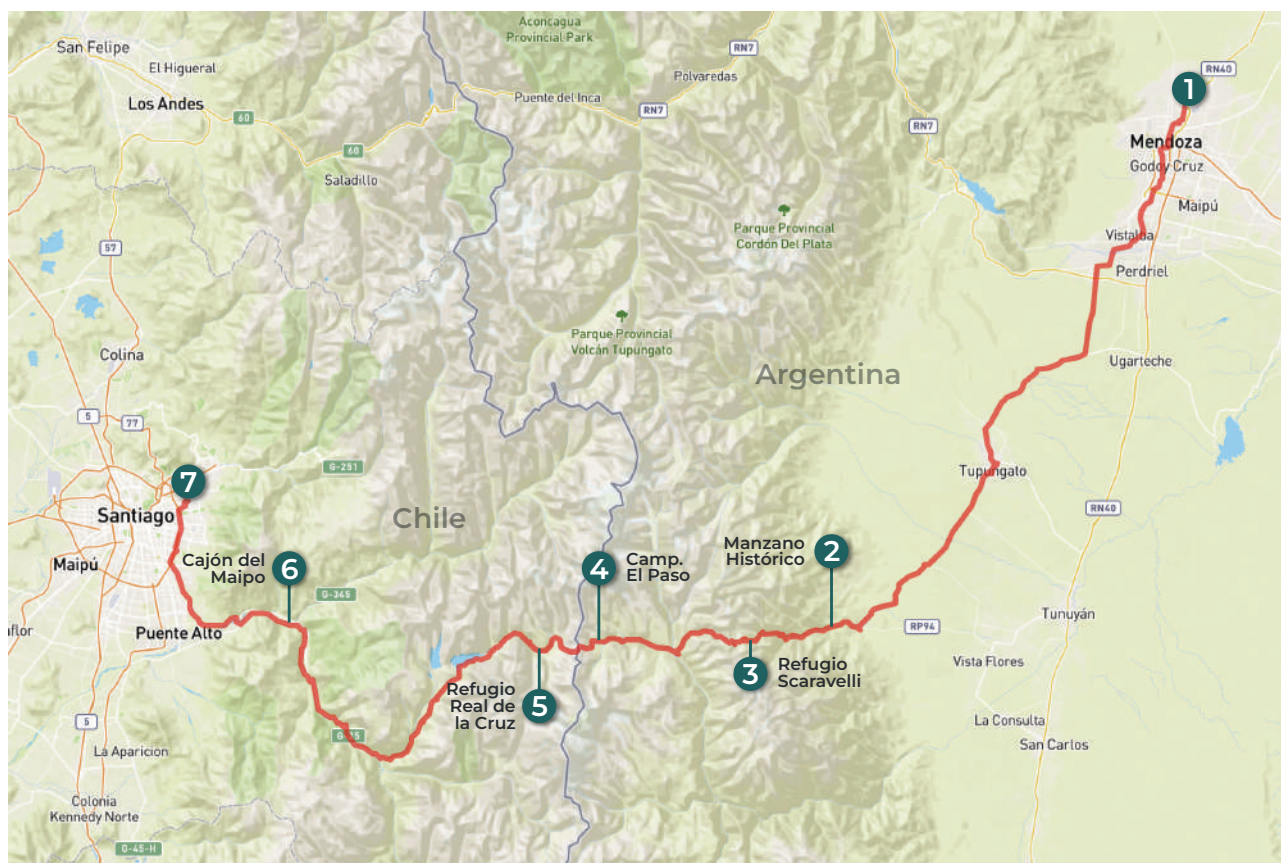 Aconcagua
Provincial Park
San Felipe
RN7
El Higueral
Polvaredas
RN40
1
Los Andes
Puente del Inca
RN7
60
RN7
Mendoza
60
Godoy Cruz
Saladillo
Maipú
Parque Provincial
Cordón Del Plata
57
Vistalba
Perdriel
Parque Provincial
Volcán Tupungato
Colina
Ugarteche
Argentina
5
77
G-251
Tupungato
7
RN40
Santiago
Chile
Manzano
Histórico
2
Cajón del
Maipo
6
4
Camp.
El Paso
Maipú
G-345
Tunuyán
RP94
Puente Alto
3
Refugio
Scaravelli
Vista Flores
Refugio
Real de
la Cruz
5
La Consulta
5
G-25
San Carlos
La Aparicion
Colonia
Kennedy Norte
G-45-H